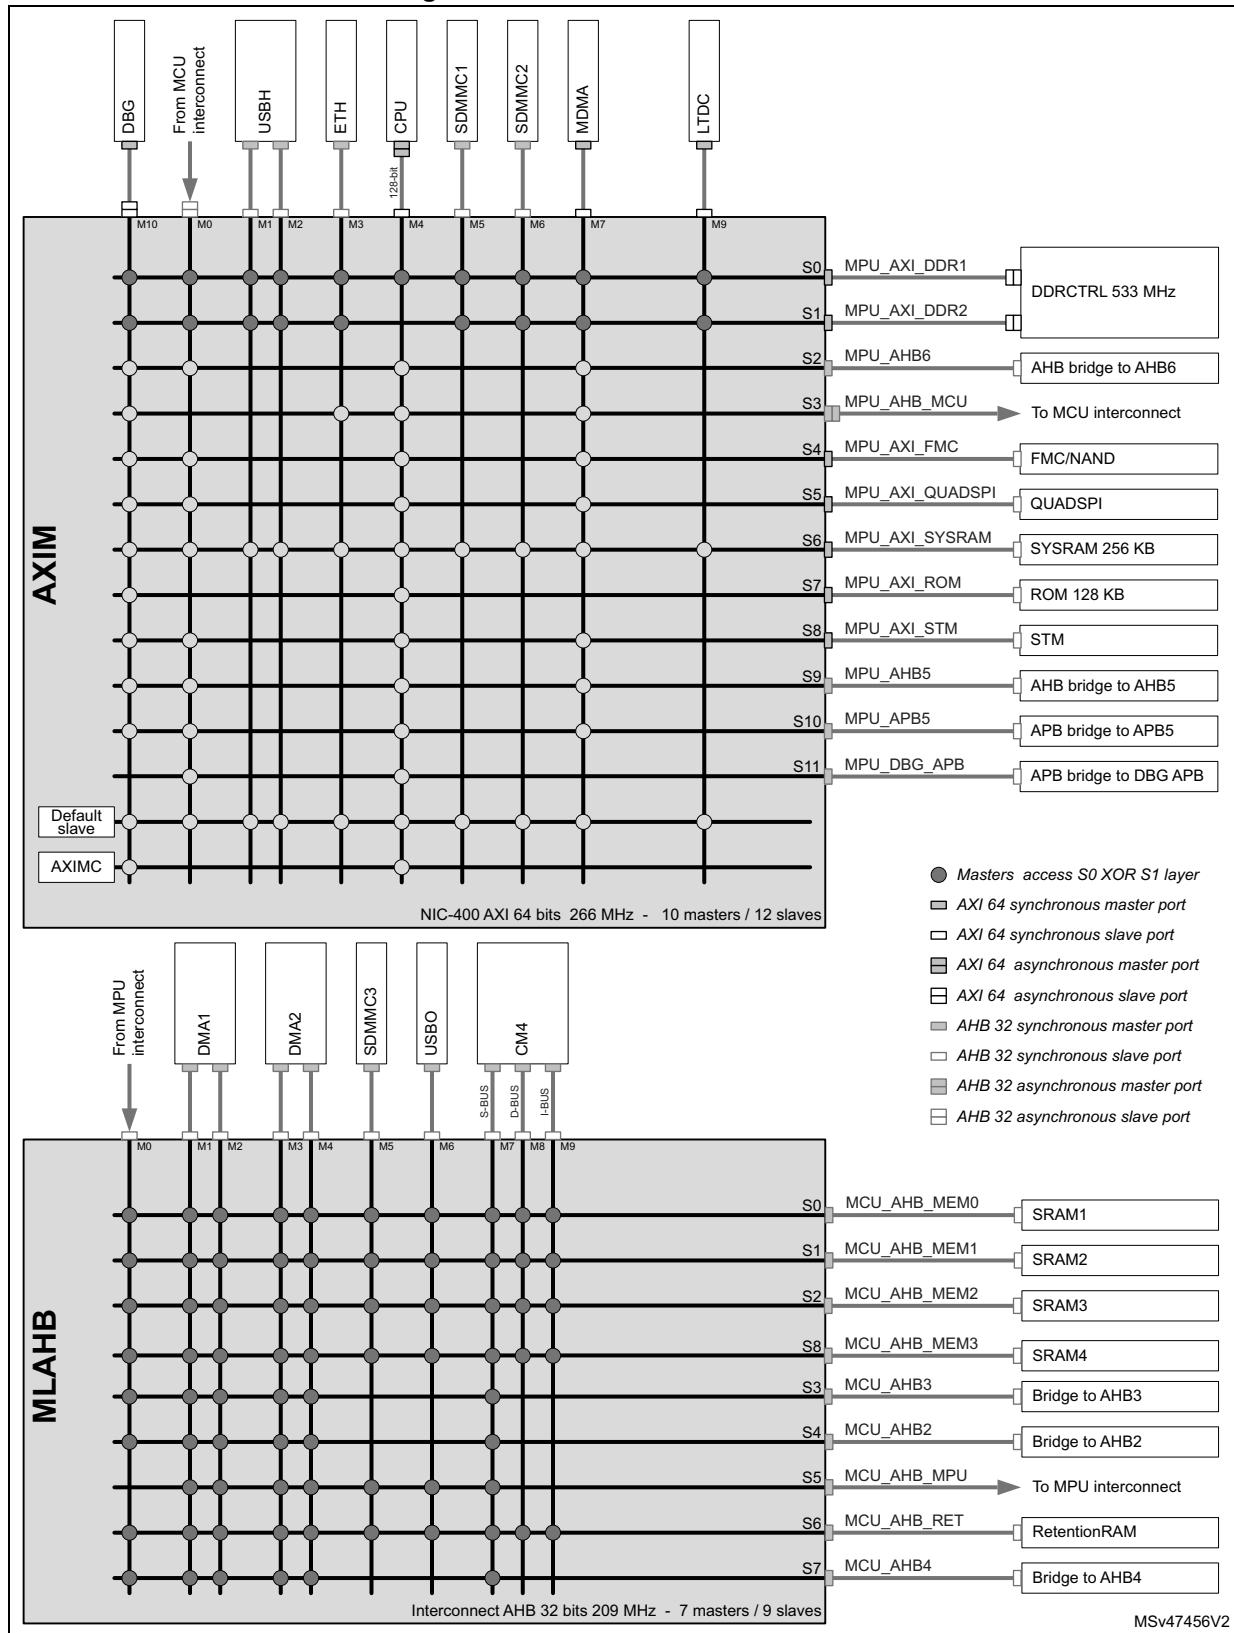 DBG
From MCU
interconnect
USBH
ETH
CPU
SDMMC1
SDMMC2
MDMA
LTDC
128-bit
M10
M0
M1
M2
M3
M4
M5
M6
M7
M9
AXIM
S0
MPU_AXI_DDR1
DDRCTRL 533 MHz
S1
MPU_AXI_DDR2
S2
MPU_AHB6
AHB bridge to AHB6
S3
MPU_AHB_MCU
To MCU interconnect
S4
MPU_AXI_FMC
FMC/NAND
S5
MPU_AXI_QUADSPI
QUADSPI
S6
MPU_AXI_SYSRAM
SYSRAM 256 KB
S7
MPU_AXI_ROM
ROM 128 KB
S8
MPU_AXI_STM
STM
S9
MPU_AHB5
AHB bridge to AHB5
S10
MPU_APB5
APB bridge to APB5
S11
MPU_DBG_APB
APB bridge to DBG APB
Default
slave
AXIMC
NIC-400 AXI 64 bits 266 MHz - 10 masters / 12 slaves
Masters access S0 XOR S1 layer
AXI 64 synchronous master port
AXI 64 synchronous slave port
AXI 64 asynchronous master port
AXI 64 asynchronous slave port
AHB 32 synchronous master port
AHB 32 synchronous slave port
AHB 32 asynchronous master port
AHB 32 asynchronous slave port
From MPU
interconnect
DMA1
DMA2
SDMMC3
USBO
CM4
S-BUS
D-BUS
I-BUS
M0
M1
M2
M3
M4
M5
M6
M7
M8
M9
MLAHB
S0
MCU_AHB_MEM0
SRAM1
S1
MCU_AHB_MEM1
SRAM2
S2
MCU_AHB_MEM2
SRAM3
S8
MCU_AHB_MEM3
SRAM4
S3
MCU_AHB3
Bridge to AHB3
S4
MCU_AHB2
Bridge to AHB2
S5
MCU_AHB_MPU
To MPU interconnect
S6
MCU_AHB_RET
RetentionRAM
S7
MCU_AHB4
Bridge to AHB4
Interconnect AHB 32 bits 209 MHz - 7 masters / 9 slaves
MSv47456V2